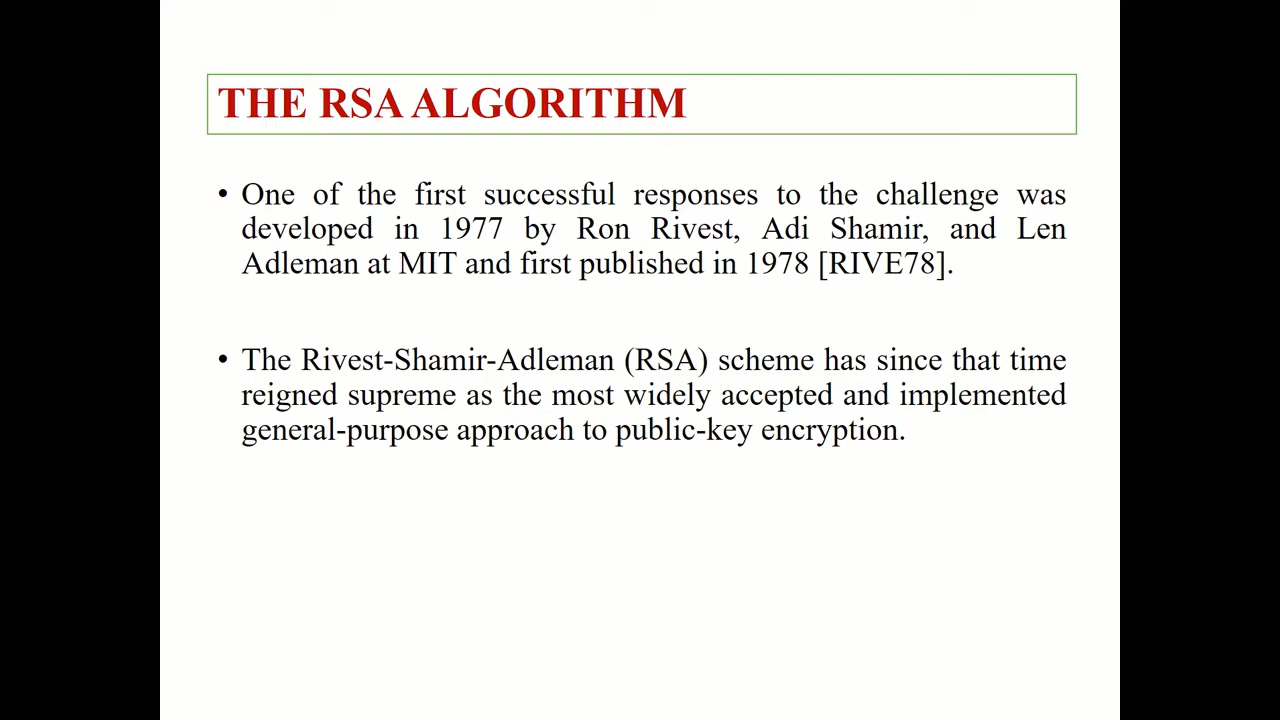 THE RSA ALGORITHM
• One of the first successful responses to the challenge was
developed in 1977 by Ron Rivest, Adi Shamir, and Len
Adleman at MIT and first published in 1978 [RIVE78].
• The Rivest-Shamir-Adleman (RSA) scheme has since that time
reigned supreme as the most widely accepted and implemented
general-purpose approach to public-key encryption.